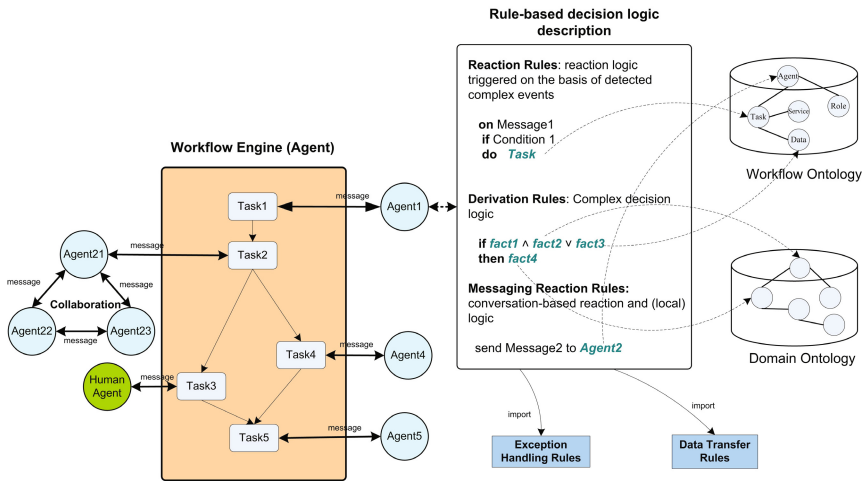 Rule-based decision logic
description
Reaction Rules: reaction logic
triggered on the basis of detected
complex events
on Message1
if Condition 1
do Task
Derivation Rules: Complex decision
logic
if fact1 ∧ fact2 ∨ fact3
then fact4
Messaging Reaction Rules:
conversation-based reaction and (local)
logic
send Message2 to Agent2
import
import
Exception
Handling Rules
Data Transfer
Rules
Agent
Role
Task
Service
Data
Workflow Ontology
Domain Ontology
Workflow Engine (Agent)
Task1
message
Agent1
Task2
message
Agent21
message
message
Collaboration
Agent22
message
Agent23
Task4
message
Agent4
Human
Agent
message
Task3
Task5
message
Agent5